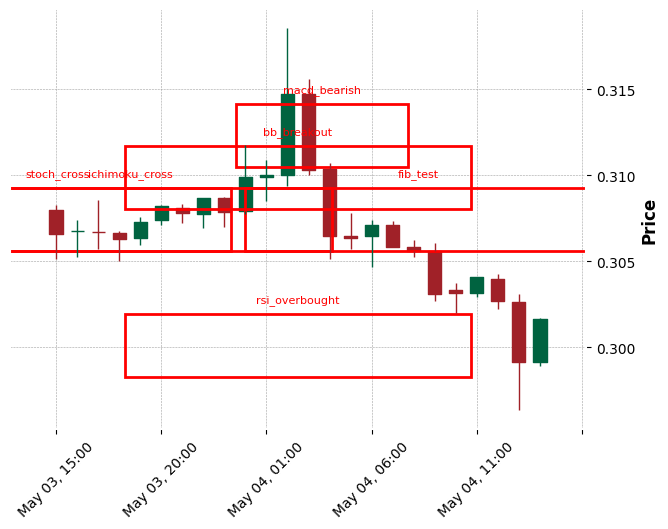 macd_bearish
0.315
bb_breakout
stoch_cross
ichimoku_cross
fib_test
0.310
0.305
rsi_overbought
0.300
Price
May 03, 15:00
May 03, 20:00
May 04, 01:00
May 04, 06:00
May 04, 11:00